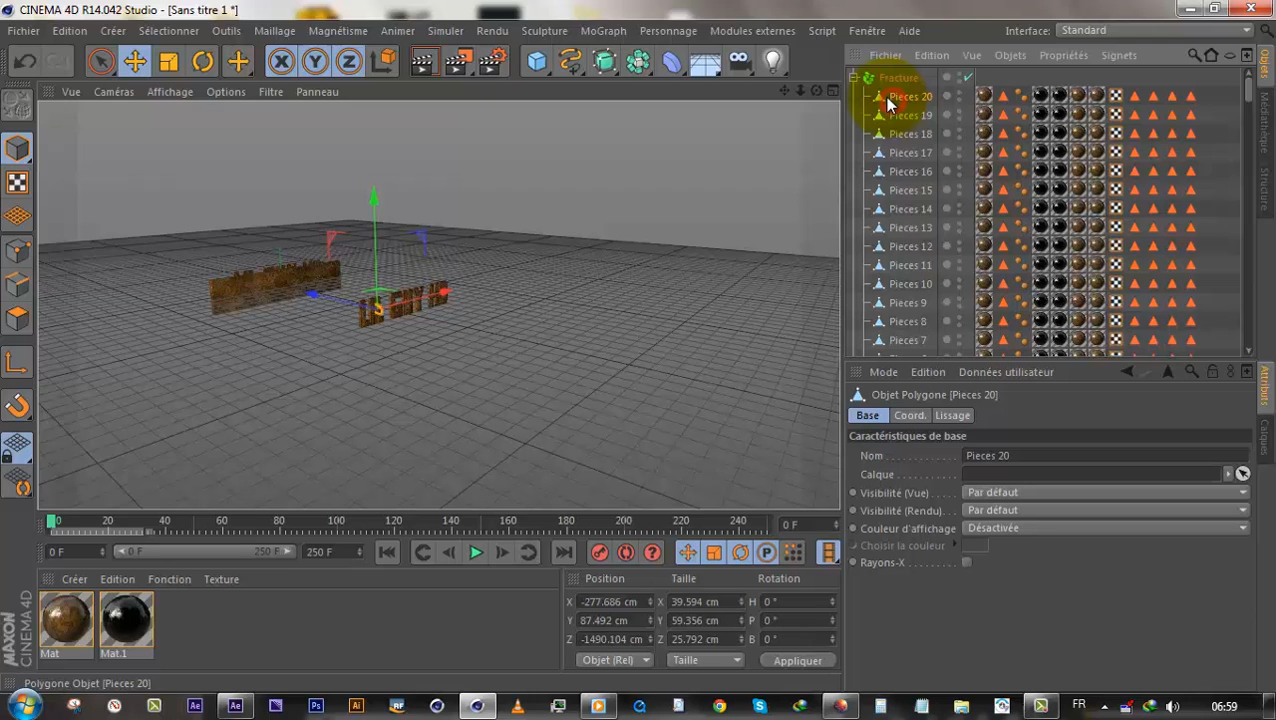 CINEMA 4D R14.042 Studio - [Sans titre 1 *]
Fichier Edition Créer Sélectionner Outils Maillage Magnétisme Animer Simuler Rendu Sculpture MoGraph Personnage Modules externes Script Fenêtre Aide Interface: Standard
Fichier Edition Vue Objets Propriétés Signets
Vue Caméras Affichage Options Filtre Panneau
Fracture
Pieces 20
Pieces 19
Pieces 18
Pieces 17
Pieces 16
Pieces 15
Pieces 14
Pieces 13
Pieces 12
Pieces 11
Pieces 10
Pieces 9
Pieces 8
Pieces 7
Objets
Médiathèque
Structure
Mode Edition Données utilisateur
Objet Polygone [Pieces 20]
Base Coord. Lissage
Caractéristiques de base
Nom Pieces 20
Calque
Visibilité (Vue) Par défaut
Visibilité (Rendu) Par défaut
Couleur d'affichage Désactivée
Choisir la couleur
Rayons-X
Attributs
Calques
0 20 40 60 80 100 120 140 160 180 200 220 240 0 F
0 F 0 F 250 F 250 F
Créer Edition Fonction Texture
Mat Mat.1
Position Taille Rotation
X -277.686 cm X 39.594 cm H 0 °
Y 87.492 cm Y 59.356 cm P 0 °
Z -1490.104 cm Z 25.792 cm B 0 °
Objet (Rel) Taille Appliquer
MAXON
CINEMA 4D
Polygone Objet [Pieces 20]
FR 06:59